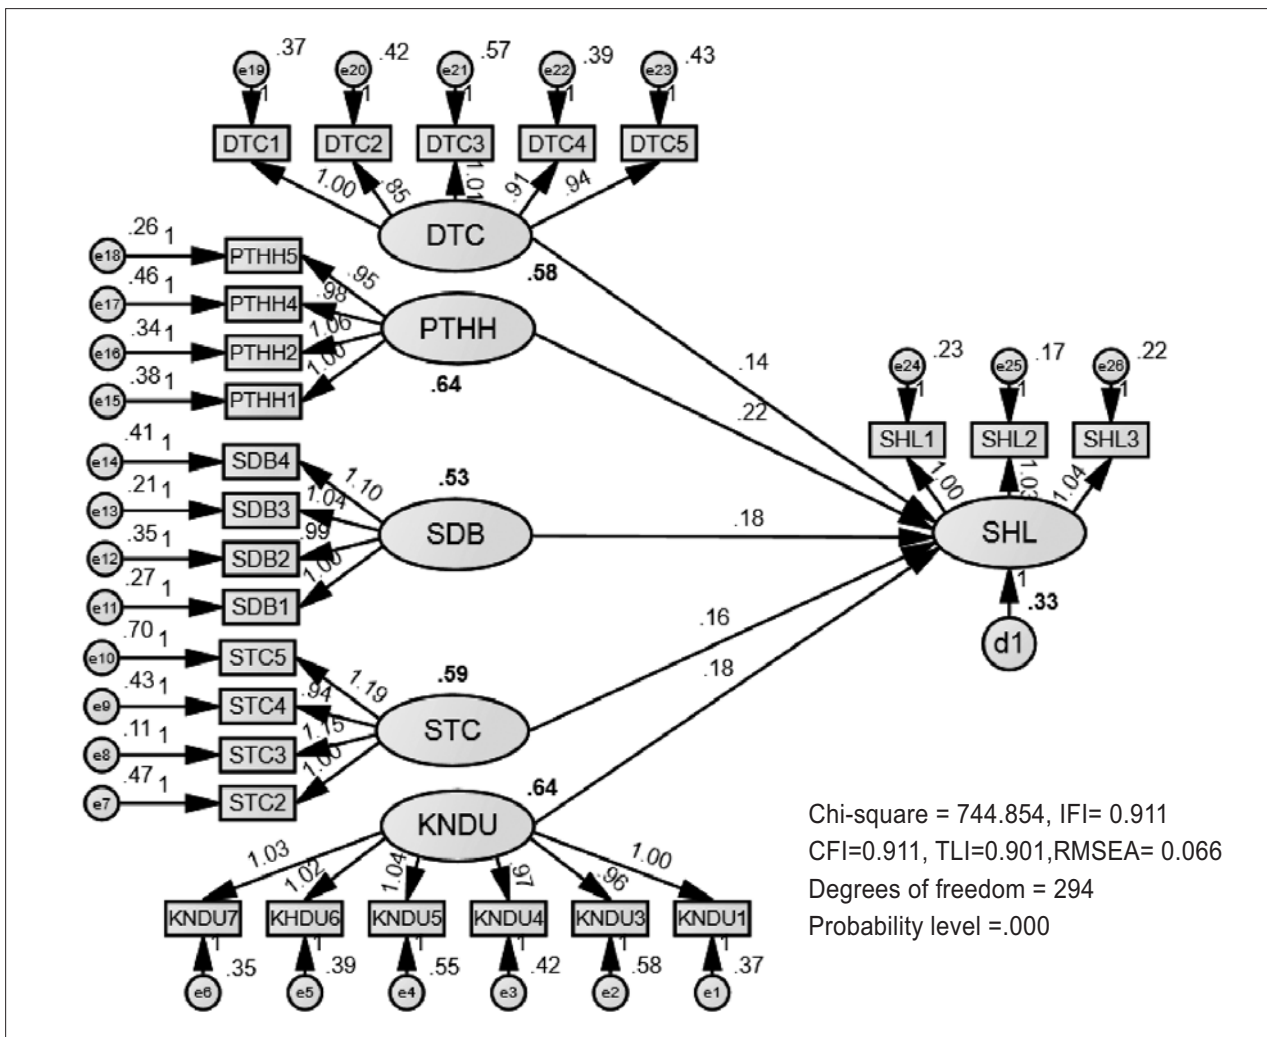 .37 .42 .57 .39 .43
e19 e20 e21 e22 e23
1 1 1 1 1
DTC1 DTC2 DTC3 DTC4 DTC5
1.00 .85 1.01 .91 .94
DTC
.58
.26 1
e18 PTHH5 .95
.46 1
e17 PTHH4 .98
PTHH
.34 1
e16 PTHH2 1.06
.38 1
e15 PTHH1 1.00
.64
.14
.22
.23 .17 .22
e24 e25 e26
1 1 1
SHL1 SHL2 SHL3
1.00 1.03 1.04
SHL
1
.33
d1
.41 1
e14 SDB4 1.10
.53
.21 1
e13 SDB3 1.04
SDB
.18
.35 1
e12 SDB2 .99
.27 1
e11 SDB1 1.00
.70 1
e10 STC5 1.19
.59
.43 1
e9 STC4 .94
STC
.16
.11 1
e8 STC3 1.15
.47 1
e7 STC2 1.00
.18
.64
KNDU
1.03 1.02 1.04 .97 .96 1.00
KNDU7 KHDU6 KNDU5 KNDU4 KNDU3 KNDU1
1 1 1 1 1 1
.35 .39 .55 .42 .58 .37
e6 e5 e4 e3 e2 e1
Chi-square = 744.854, IFI= 0.911
CFI=0.911, TLI=0.901,RMSEA= 0.066
Degrees of freedom = 294
Probability level =.000